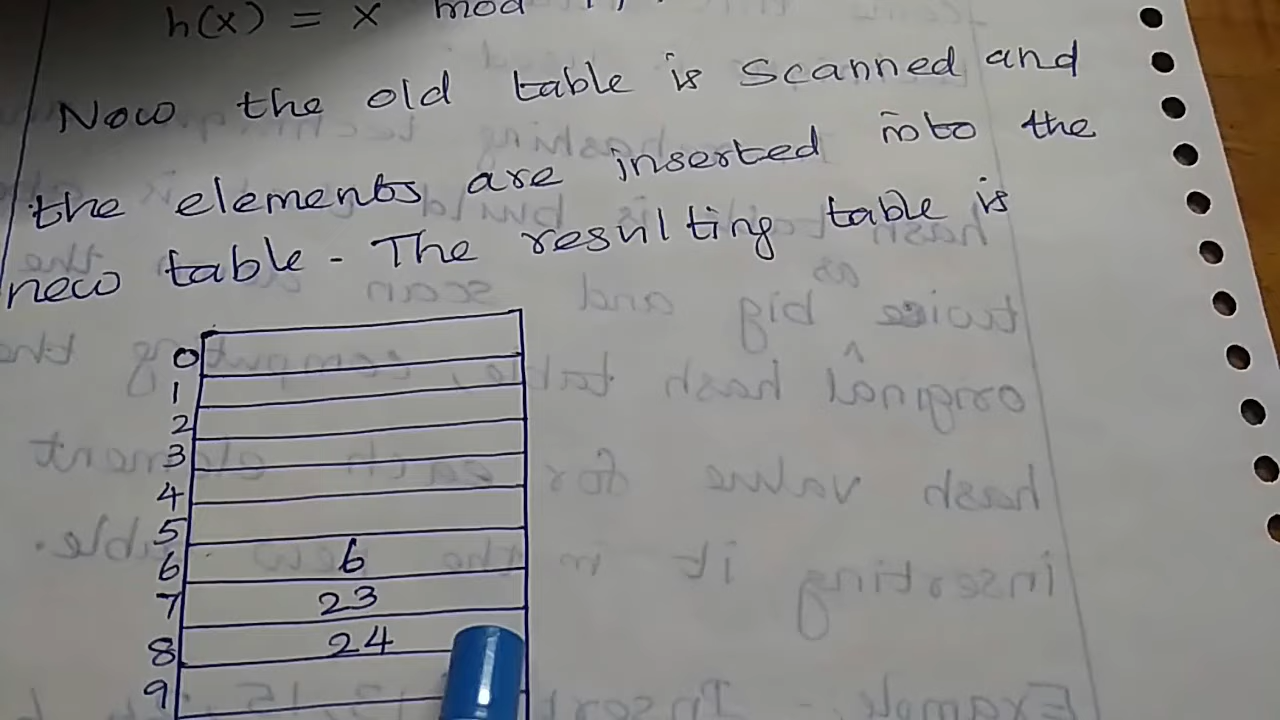 h(x) = x mod 17.
Now the old table is scanned and
the elements are inserted into the
new table. The resulting table is
0
1
2
3
4
5
6 6
7 23
8 24
9